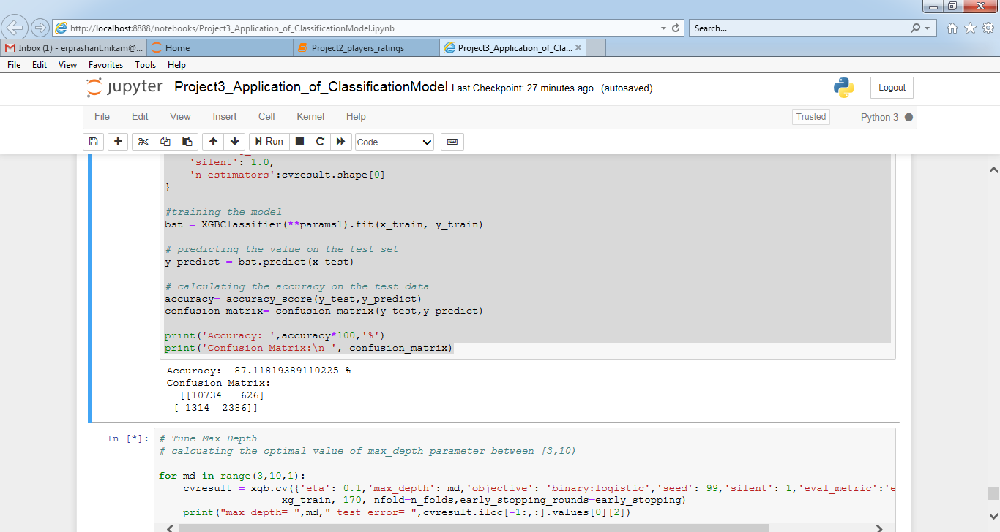 http://localhost:8888/notebooks/Project3_Application_of_ClassificationModel.ipynb
Search...
Inbox (1) - erprashant.nikam@...
Home
Project2_players_ratings
Project3_Application_of_Cla...
File Edit View Favorites Tools Help
jupyter Project3_Application_of_ClassificationModel Last Checkpoint: 27 minutes ago (autosaved)
Logout
File Edit View Insert Cell Kernel Help
Trusted
Python 3
Run
Code
'silent': 1.0,
'n_estimators':cvresult.shape[0]
}
#training the model
bst = XGBClassifier(**params1).fit(x_train, y_train)
# predicting the value on the test set
y_predict = bst.predict(x_test)
# calculating the accuracy on the test data
accuracy= accuracy_score(y_test,y_predict)
confusion_matrix= confusion_matrix(y_test,y_predict)
print('Accuracy: ',accuracy*100,'%')
print('Confusion Matrix:\n ', confusion_matrix)
Accuracy:  87.11819389110225 %
Confusion Matrix:
[[10734   626]
[ 1314  2386]]
In [*]:
# Tune Max Depth
# calcuating the optimal value of max_depth parameter between [3,10)
for md in range(3,10,1):
cvresult = xgb.cv({'eta': 0.1,'max_depth': md,'objective': 'binary:logistic','seed': 99,'silent': 1,'eval_metric':'e
xg_train, 170, nfold=n_folds,early_stopping_rounds=early_stopping)
print("max depth= ",md," test error= ",cvresult.iloc[-1:,:].values[0][2])